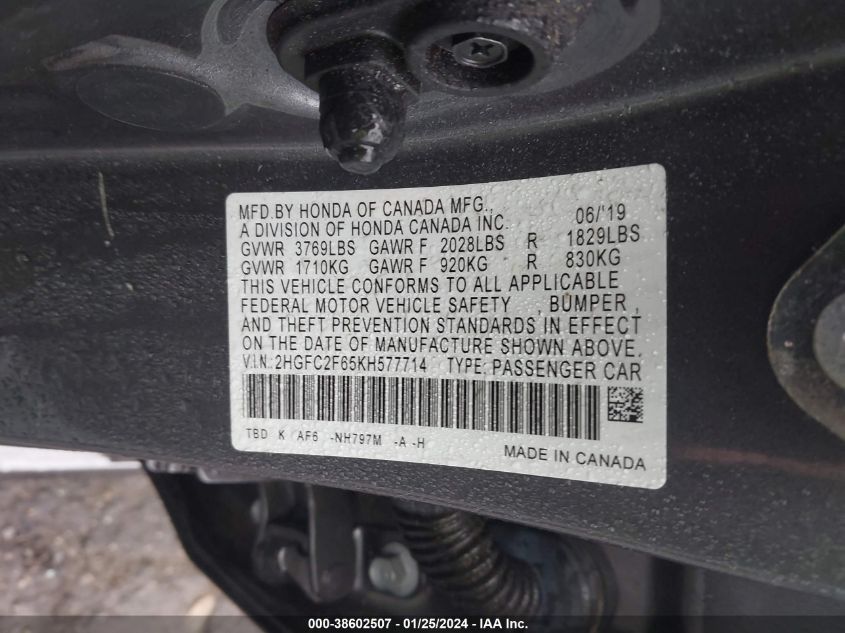 MFD.BY HONDA OF CANADA MFG., 06/'19
A DIVISION OF HONDA CANADA INC.
GVWR 3769LBS GAWR F 2028LBS R 1829LBS
GVWR 1710KG GAWR F 920KG R 830KG
THIS VEHICLE CONFORMS TO ALL APPLICABLE
FEDERAL MOTOR VEHICLE SAFETY , BUMPER ,
AND THEFT PREVENTION STANDARDS IN EFFECT
ON THE DATE OF MANUFACTURE SHOWN ABOVE.
V.I.N.:2HGFC2F65KH577714 TYPE: PASSENGER CAR
TBD K AF6 -NH797M -A -H
MADE IN CANADA
000-38602507 - 01/25/2024 - IAA Inc.